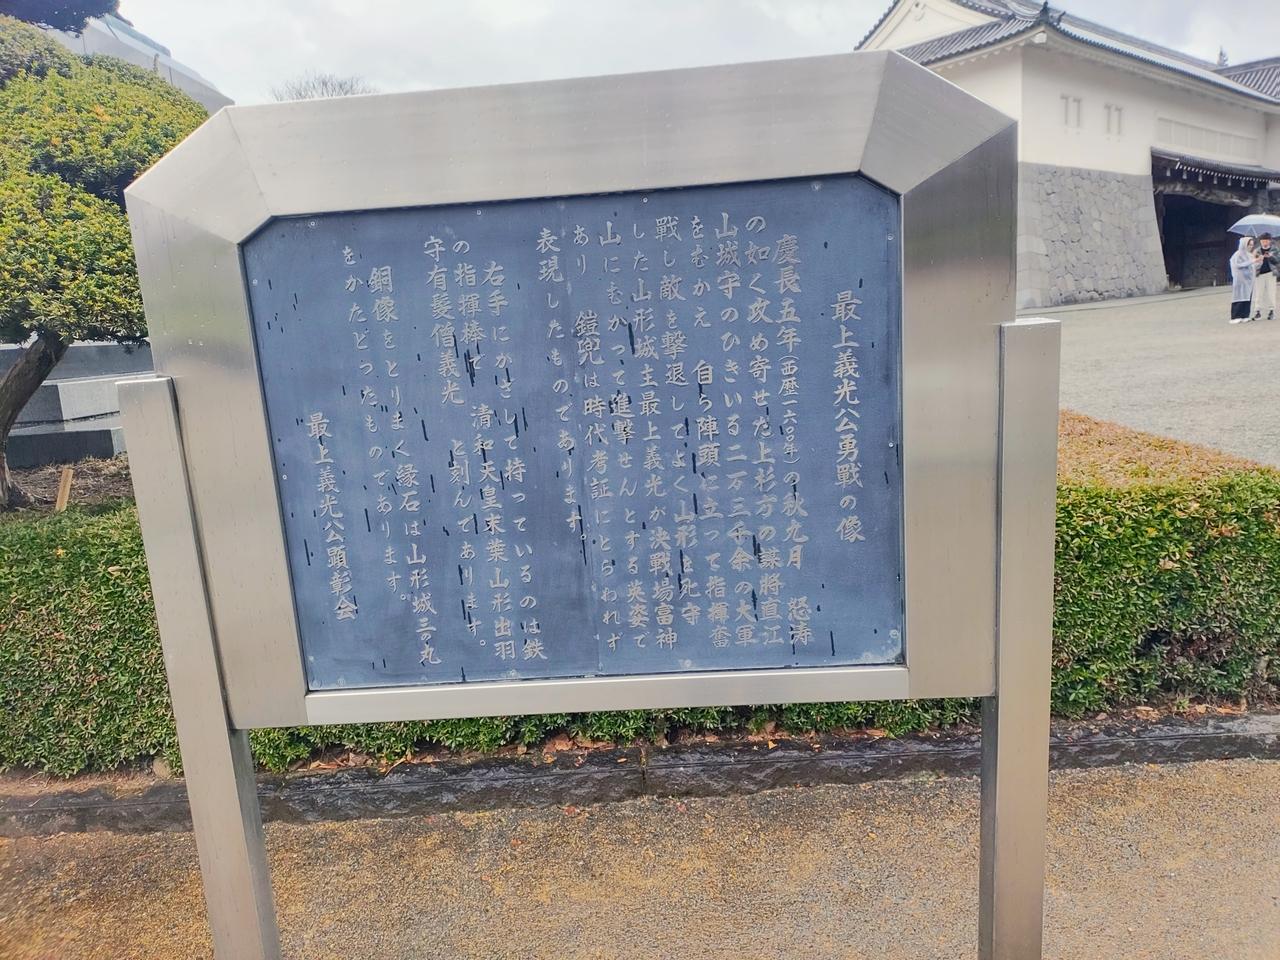 最上義光公勇戰の像
慶長五年(西歴一六〇〇年)の秋九月 怒涛
の如く攻め寄せた上杉方の謀將直江
山城守のひきいる二万三千余の大軍
をむかえ 自ら陣頭に立って指揮奮
戰し敵を撃退してよく山形を死守
した山形城主最上義光が決戰場富神
山にむかって進撃せんとする英姿で
あり 鎧兜は時代考証にとらわれず
表現したものであります。
右手にかざして持っているのは鉄
の指揮棒で 清和天皇末葉山形出羽
守有髪僧義光 と刻んであります。
銅像をとりまく縁石は山形城三の丸
をかたどったものであります。
最上義光公顕彰会